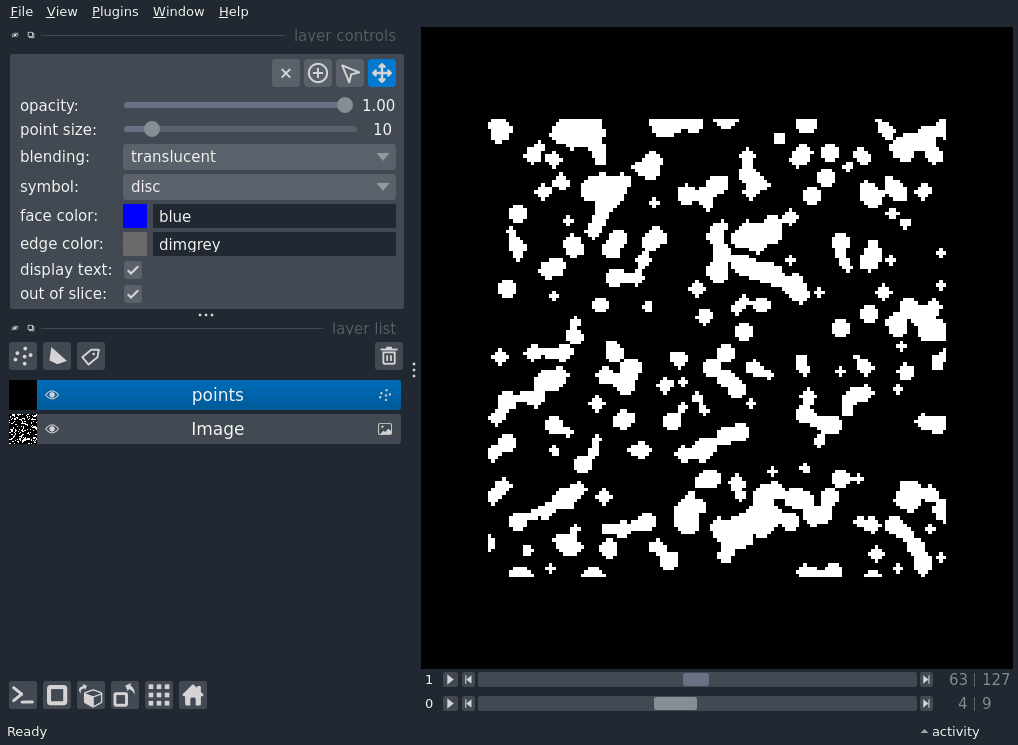 File View Plugins Window Help
layer controls
opacity: 1.00
point size: 10
blending: translucent
symbol: disc
face color: blue
edge color: dimgrey
display text:
out of slice:
layer list
points
Image
1 63 | 127
0 4 | 9
Ready activity